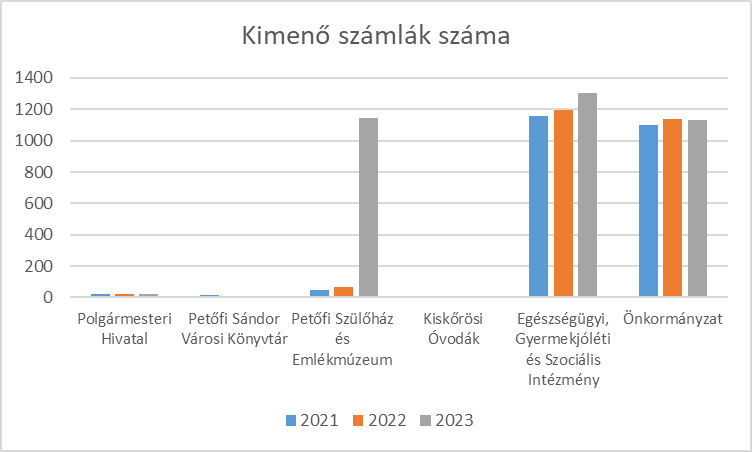 Kimenő számlák száma
1400
1200
1000
800
600
400
200
0
Polgármesteri
Hivatal
Petőfi Sándor
Városi Könyvtár
Petőfi Szülőház
és
Emlékmúzeum
Kiskőrösi
Óvodák
Egészségügyi,
Gyermekjóléti
és Szociális
Intézmény
Önkormányzat
2021 2022 2023